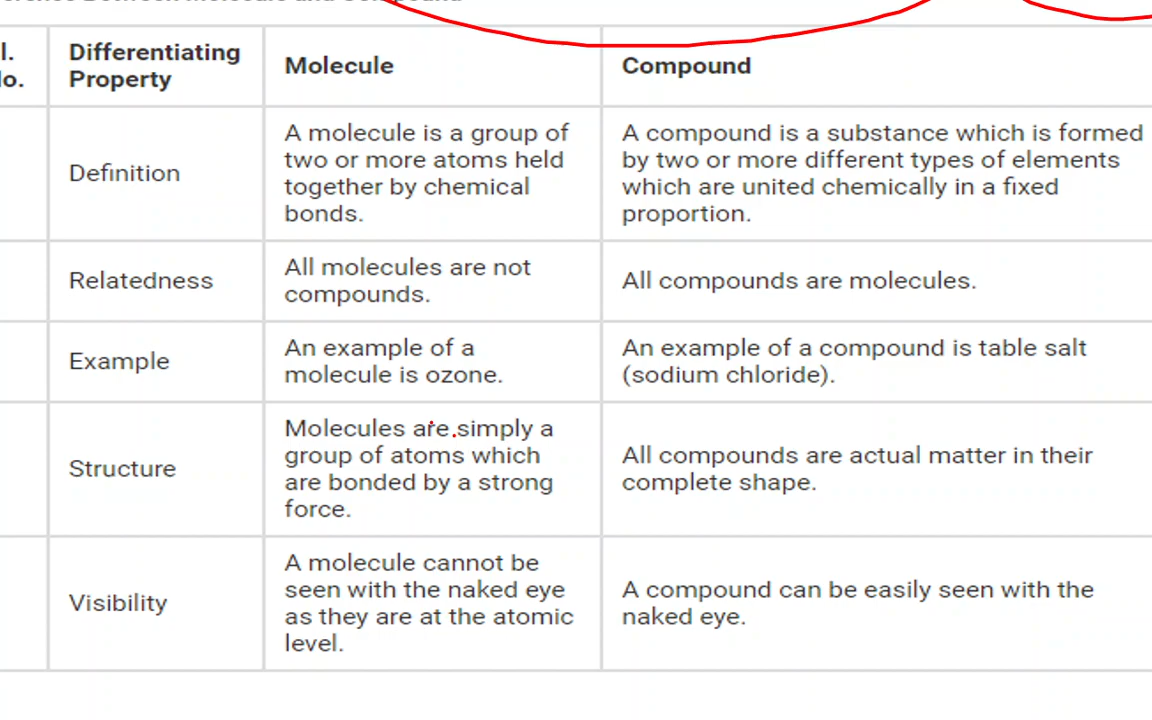 Difference Between Molecule and Compound
l. Differentiating
Property
Molecule
Compound
o.
Definition
A molecule is a group of
two or more atoms held
together by chemical
bonds.
A compound is a substance which is formed
by two or more different types of elements
which are united chemically in a fixed
proportion.
Relatedness
All molecules are not
compounds.
All compounds are molecules.
Example
An example of a
molecule is ozone.
An example of a compound is table salt
(sodium chloride).
Structure
Molecules are simply a
group of atoms which
are bonded by a strong
force.
All compounds are actual matter in their
complete shape.
Visibility
A molecule cannot be
seen with the naked eye
as they are at the atomic
level.
A compound can be easily seen with the
naked eye.